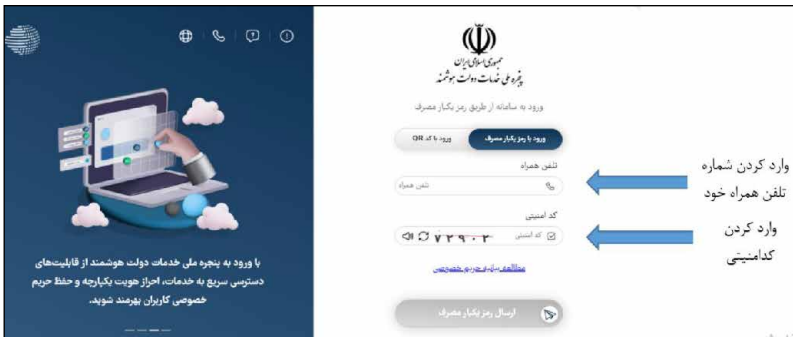 جمهوری اسلامی ایران
پنجره ملی خدمات دولت هوشمند
ورود به سامانه از طریق رمز یکبار مصرف
ورود با رمز یکبار مصرف
ورود با کد QR
تلفن همراه
تلفن همراه
کد امنیتی
کد امنیتی
۷۲۹۰۲
مطالعه بیانیه حریم خصوصی
ارسال رمز یکبار مصرف
وارد کردن شماره
تلفن همراه خود
وارد کردن
کدامنیتی
با ورود به پنجره ملی خدمات دولت هوشمند از قابلیت‌های
دسترسی سریع به خدمات، احراز هویت یکپارچه و حفظ حریم
خصوصی کاربران بهرمند شوید.